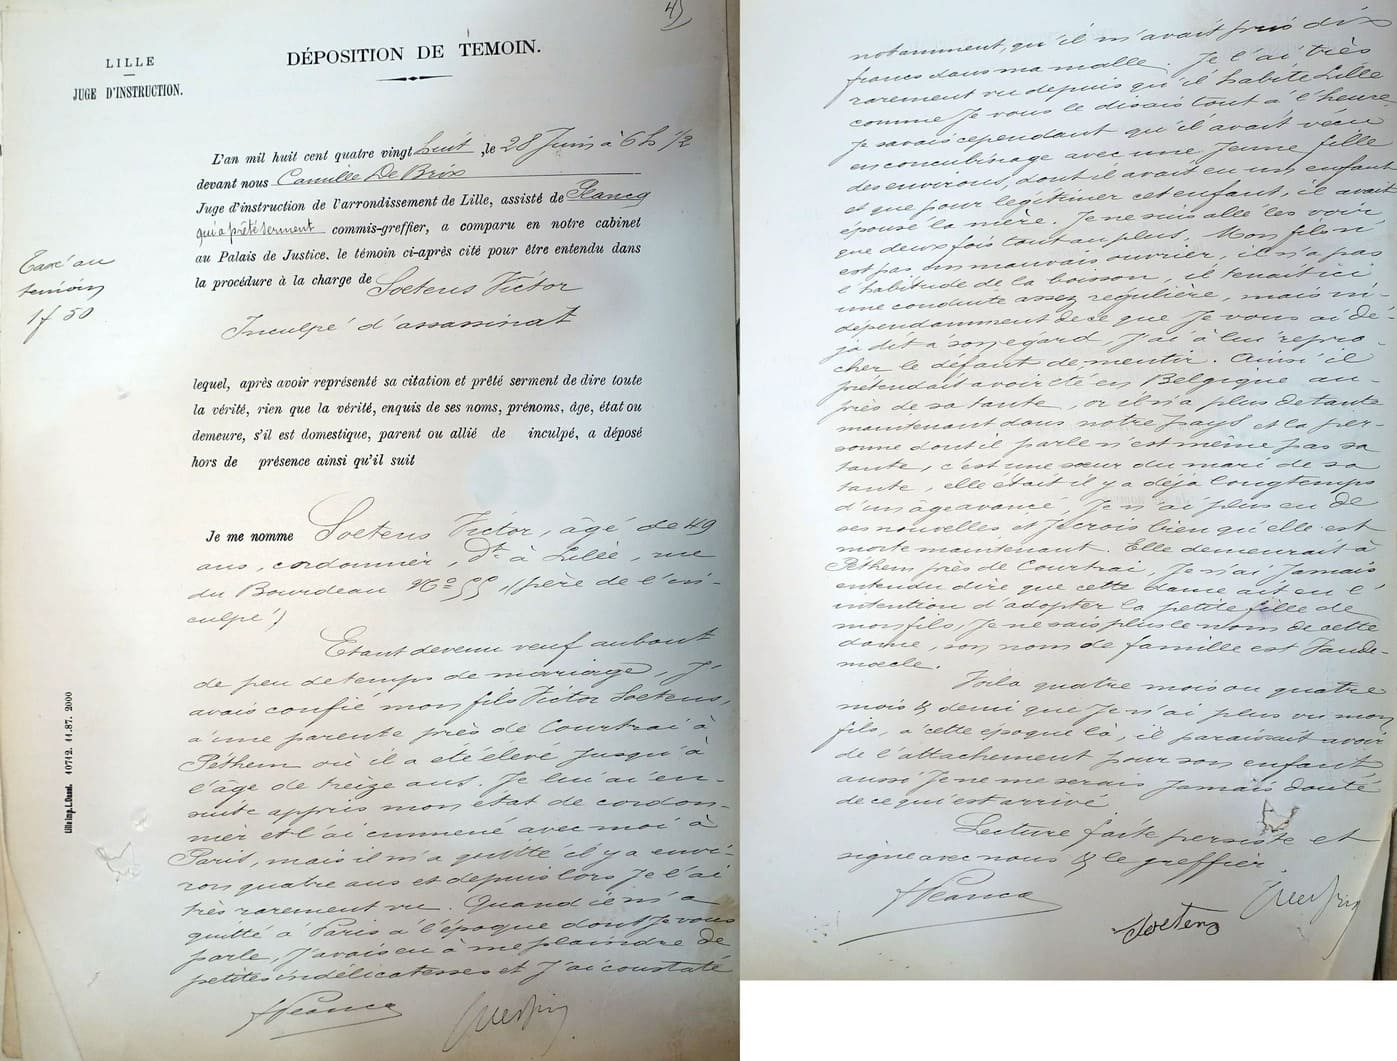 45
LILLE
JUGE D'INSTRUCTION.
DÉPOSITION DE TEMOIN.
L'an mil huit cent quatre vingt huit, le 28 Juin à 6h 1/2
devant nous Camille De Brix
Juge d'instruction de l'arrondissement de Lille, assisté de Plancq
qui a prêté serment commis-greffier, a comparu en notre cabinet
au Palais de Justice. le témoin ci-après cité pour être entendu dans
la procédure à la charge de Soetens Victor
Inculpé d'assassinat
Taxé au
témoin
1f 50
lequel, après avoir représenté sa citation et prêté serment de dire toute
la vérité, rien que la vérité, enquis de ses noms, prénoms, âge, état ou
demeure, s'il est domestique, parent ou allié de inculpé, a déposé
hors de présence ainsi qu'il suit
Je me nomme Soetens Victor, âgé de 49
ans, cordonnier, Dt à Lille, rue
du Bourdeau No 55, (père de l'in-
culpé)
Etant devenu veuf au bout
de peu de temps de mariage, j'
avais confié mon fils Victor Soetens,
à une parente près de Courtrai à
Péthem où il a été élevé jusqu'à
l'âge de treize ans. Je lui ai en-
suite appris mon état de cordon-
nier et l'ai emmené avec moi à
Paris, mais il m'a quitté il y a envi-
ron quatre ans et depuis lors je l'ai
très rarement vu. Quand il m'a
quitté à Paris à l'époque dont je vous
parle, j'avais eu à me plaindre de
petites indélicatesses et j'ai constaté
Lille Imp. L. Danel. 40712. 11.87. 2000
notamment, qu'il m'avait pris dix
francs dans ma malle. Je l'ai très
rarement vu depuis qu'il habite Lille
comme je vous le disais tout à l'heure.
Je savais cependant qu'il avait vécu
en concubinage avec une jeune fille
des environs, dont il avait eu un enfant
et que pour légitimer cet enfant, il avait
épousé la mère. Je ne suis allé les voir
que deux fois tout au plus. Mon fils n'
est pas un mauvais ouvrier, il n'a pas
l'habitude de la boisson, il tenait ici
une conduite assez régulière, mais in-
dépendamment de ce que je vous ai dé-
jà dit à son égard, j'ai à lui repro-
cher le défaut de mentir. Ainsi il
prétendait avoir été en Belgique au-
près de sa tante, or il n'a plus de tante
maintenant dans notre pays et la per-
sonne dont il parle n'est même pas sa
tante, c'est une sœur du mari de sa
tante, elle était il y a déjà longtemps
d'un âge avancé, je n'ai plus eu de
ses nouvelles et je crois bien qu'elle est
morte maintenant. Elle demeurait à
Péthem près de Courtrai, je n'ai jamais
entendu dire que cette dame ait eu l'
intention d'adopter la petite fille de
mon fils, je ne sais plus le nom de cette
dame, son nom de famille est Vande-
moele.
Voilà quatre mois ou quatre
mois & demi que je n'ai plus vu mon
fils, à cette époque là, il paraissait avoir
de l'attachement pour son enfant
aussi je ne me serais jamais douté
de ce qui est arrivé.
Lecture faite persiste et
signe avec nous & le greffier
Plancq
Soetens